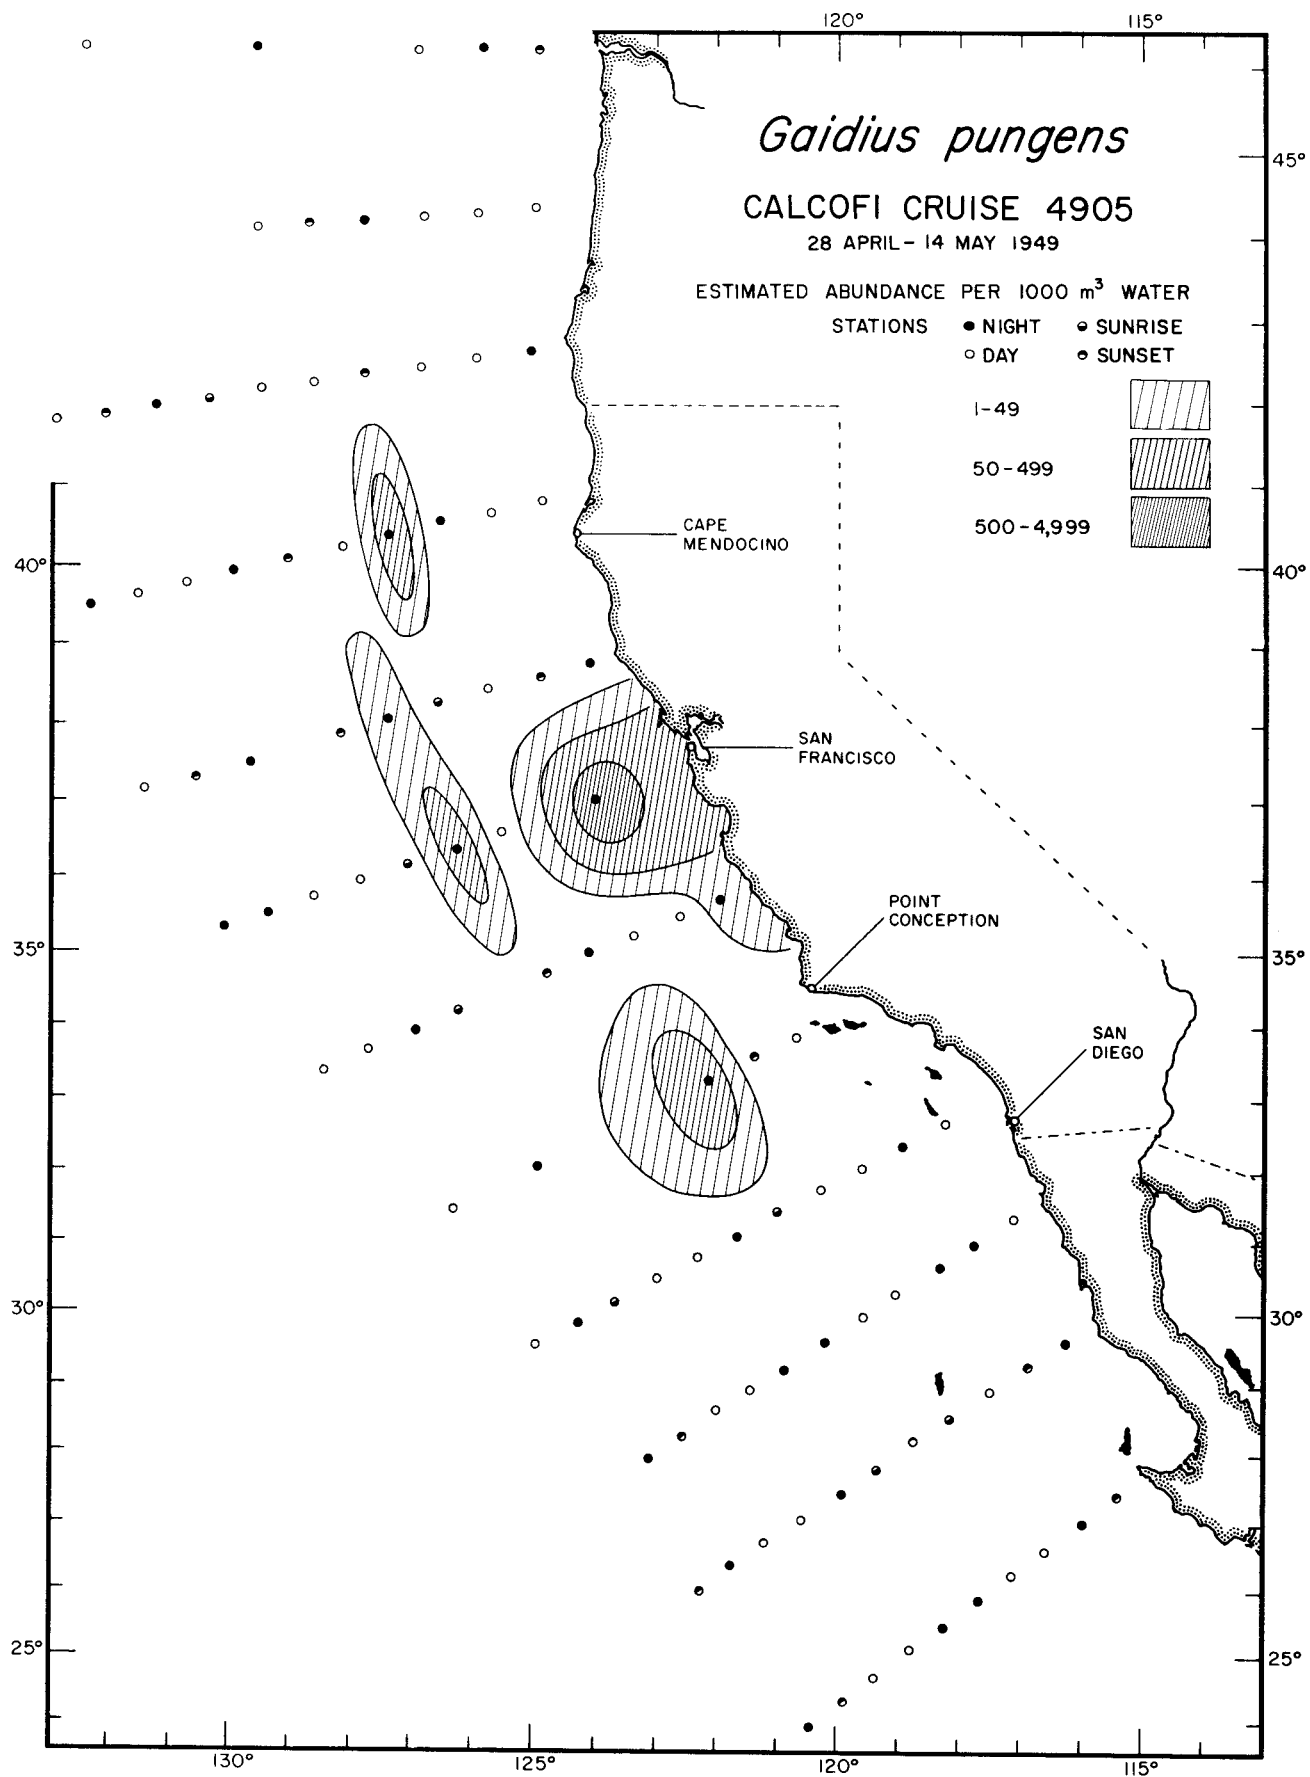 120°
115°
Gaidius pungens
45°
CALCOFI CRUISE 4905
28 APRIL – 14 MAY 1949
ESTIMATED ABUNDANCE PER 1000 m³ WATER
STATIONS
NIGHT
SUNRISE
DAY
SUNSET
1–49
50–499
500–4,999
CAPE
MENDOCINO
40°
40°
SAN
FRANCISCO
POINT
CONCEPTION
35°
35°
SAN
DIEGO
30°
30°
25°
25°
130°
125°
120°
115°